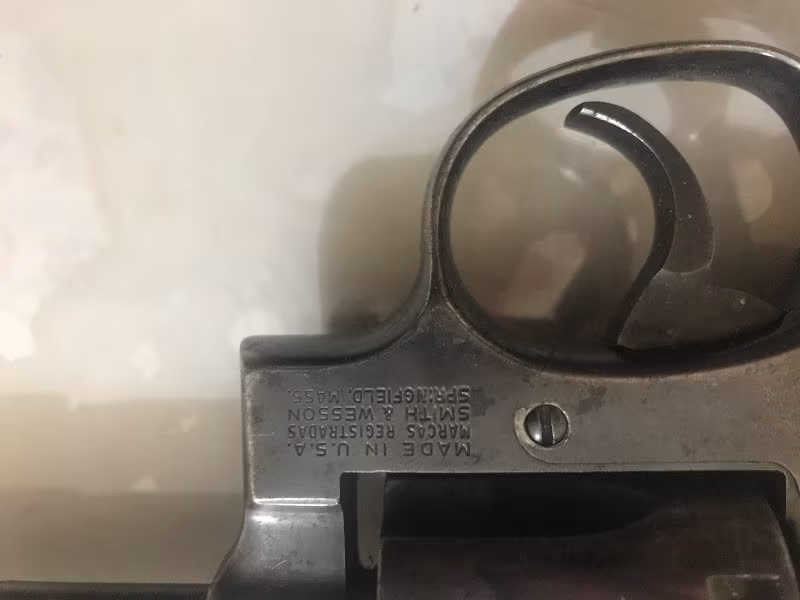 MADE IN U.S.A.
MARCAS REGISTRADAS
SMITH & WESSON
SPRINGFIELD, MASS.